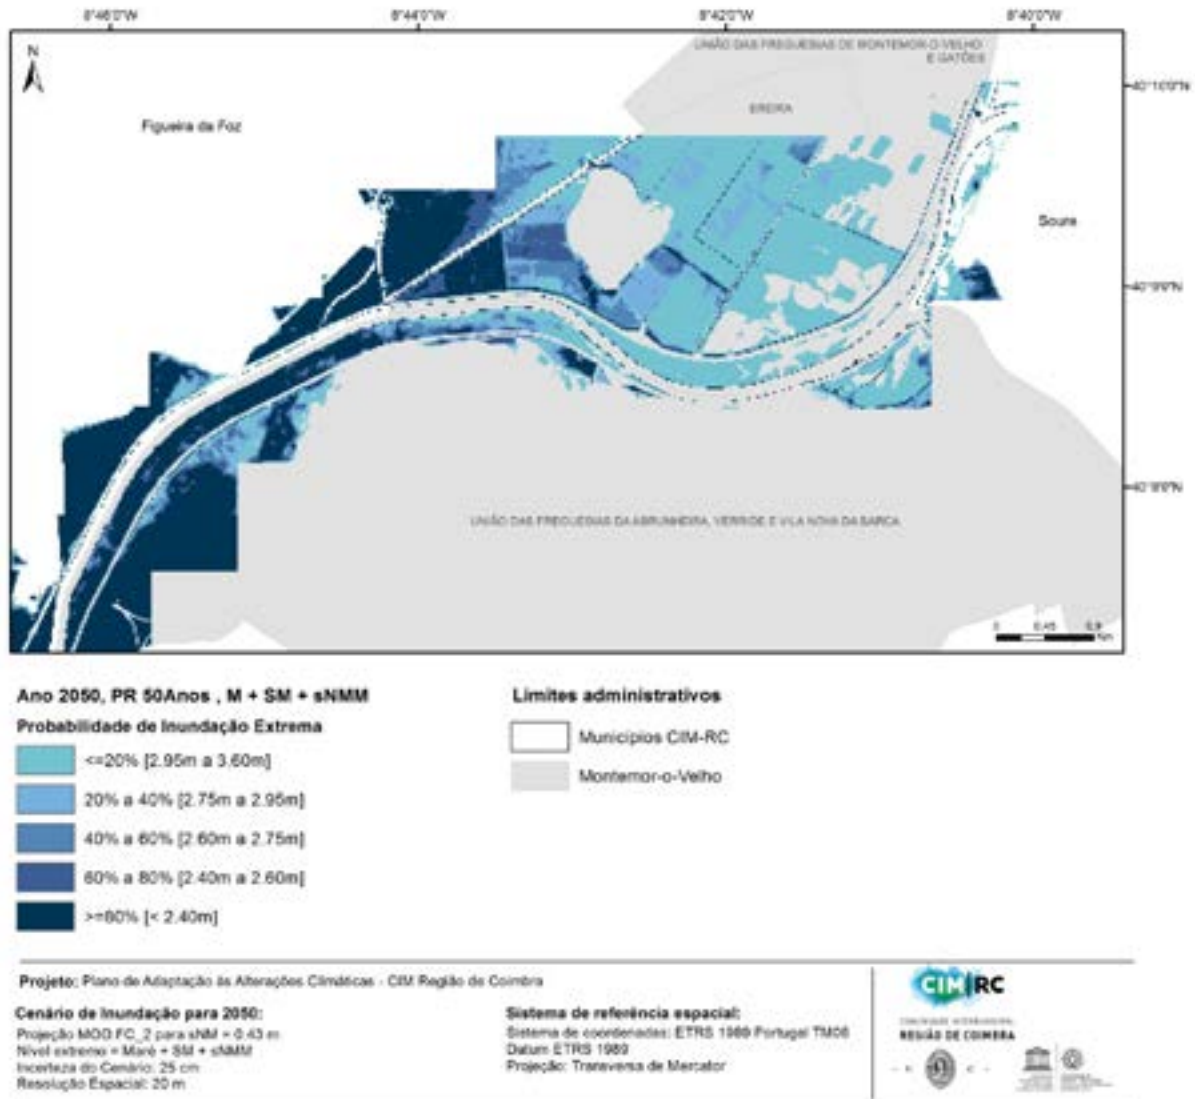 8°46'0"W 8°44'0"W 8°42'0"W 8°40'0"W
UNIÃO DAS FREGUESIAS DE MONTEMOR-O-VELHO
E GATÕES
N
40°10'0"N
EREIRA
Figueira da Foz
Soure
40°9'0"N
40°8'0"N
UNIÃO DAS FREGUESIAS DA ABRUNHEIRA, VERRIDE E VILA NOVA DA BARCA
0 0,45 0,9
Km
Ano 2050, PR 50Anos , M + SM + sNMM
Probabilidade de Inundação Extrema
<=20% [2.95m a 3.60m]
20% a 40% [2.75m a 2.95m]
40% a 60% [2.60m a 2.75m]
60% a 80% [2.40m a 2.60m]
>=80% [< 2.40m]
Limites administrativos
Municípios CIM-RC
Montemor-o-Velho
Projeto: Plano de Adaptação às Alterações Climáticas - CIM Região de Coimbra
Cenário de Inundação para 2050:
Projeção MOD.FC_2 para sNM = 0.43 m
Nível extremo = Maré + SM + sNMM
Incerteza do Cenário: 25 cm
Resolução Espacial: 20 m
Sistema de referência espacial:
Sistema de coordenadas: ETRS 1989 Portugal TM06
Datum ETRS 1989
Projeção: Transversa de Mercator
CIM|RC
COMUNIDADE INTERMUNICIPAL
REGIÃO DE COIMBRA